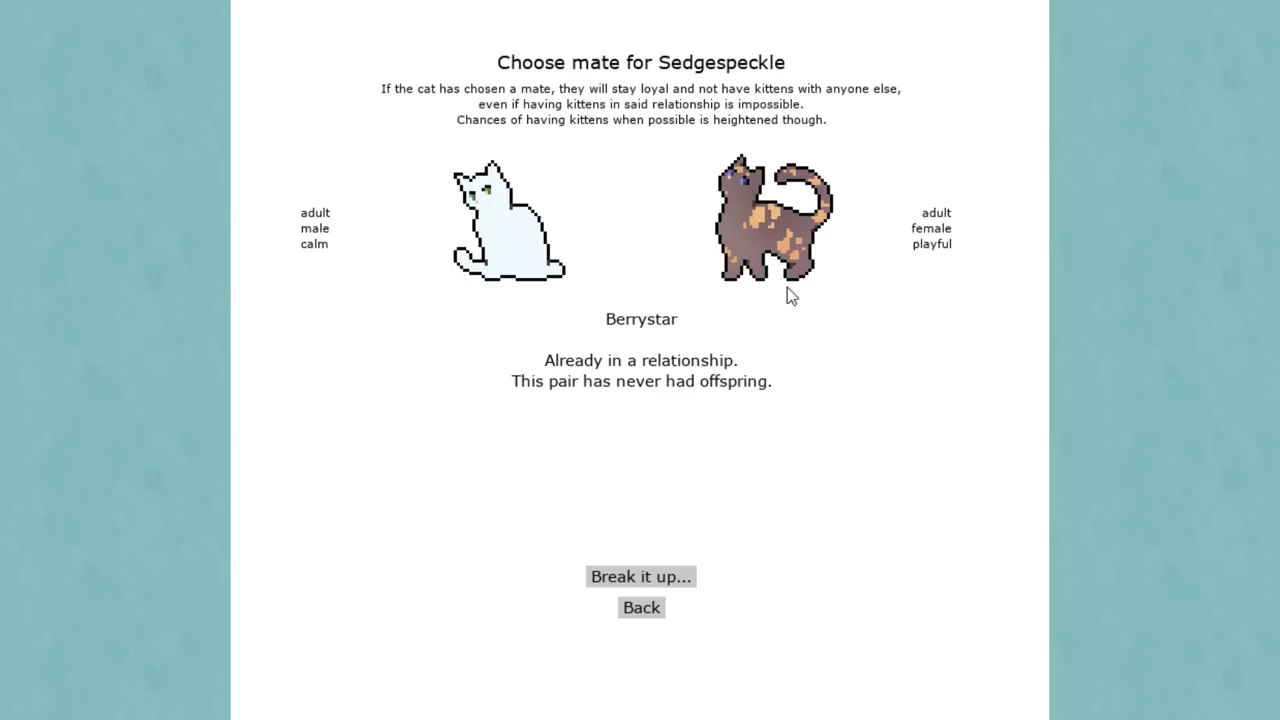 Choose mate for Sedgespeckle
If the cat has chosen a mate, they will stay loyal and not have kittens with anyone else,
even if having kittens in said relationship is impossible.
Chances of having kittens when possible is heightened though.
adult
male
calm
adult
female
playful
Berrystar
Already in a relationship.
This pair has never had offspring.
Break it up...
Back